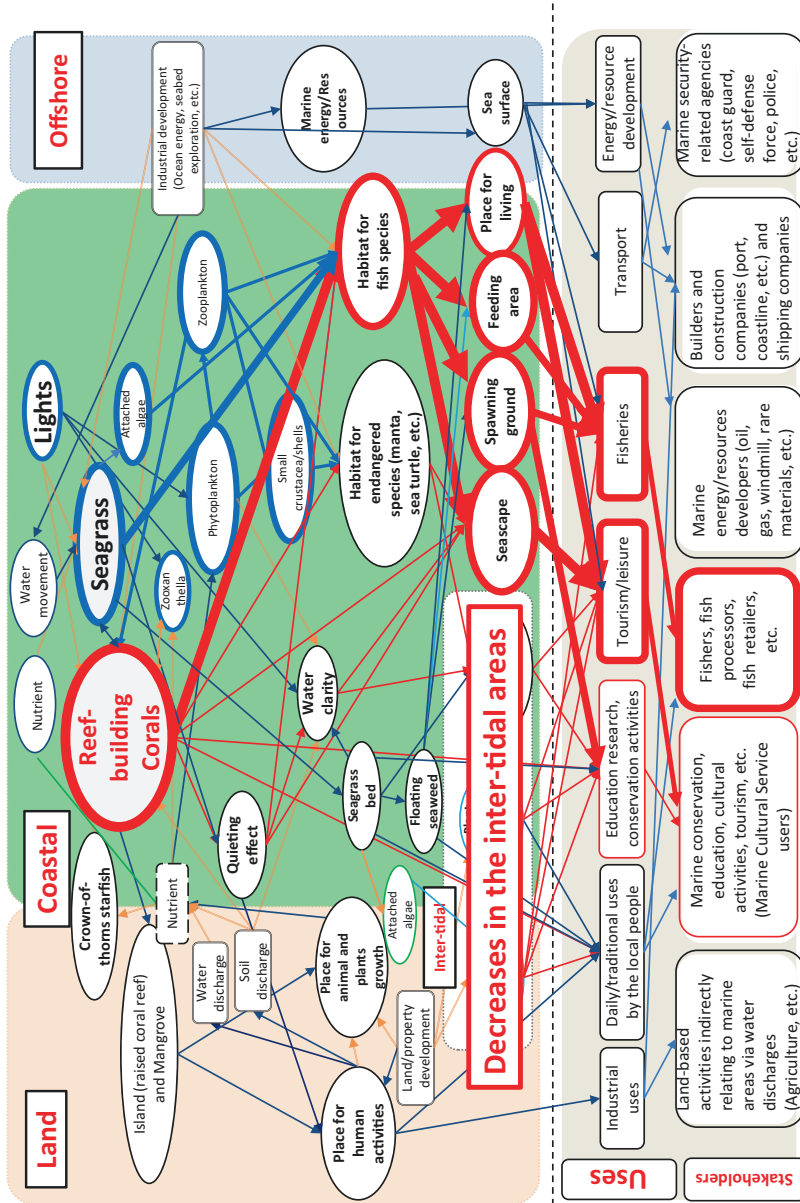 Land
Coastal
Offshore
Island (raised coral reef)
and Mangrove
Crown-of-
thorns starfish
Nutrient
Water
discharge
Soil
discharge
Place for
animal and
plants
growth
Place for
human
activities
Land/property
development
Attached
algae
Inter-tidal
Reef-
building
Corals
Nutrient
Water
movement
Lights
Seagrass
Attached
algae
Zooxan
thella
Phytoplankton
Zooplankton
Small
crustacea/shells
Quieting
effect
Water
clarity
Seagrass
bed
Floating
seaweed
Habitat for
endangered
species (manta,
sea turtle, etc.)
Habitat for
fish species
Seascape
Spawning
ground
Feeding
area
Place for
living
Decreases in the inter-tidal areas
Industrial development
(Ocean energy, seabed
exploration, etc.)
Marine
energy/Res
ources
Sea
surface
Uses
Industrial
uses
Daily/traditional uses
by the local people
Education research,
conservation activities
Tourism/leisure
Fisheries
Transport
Energy/resource
development
Stakeholders
Land-based
activities indirectly
relating to marine
areas via water
discharges
(Agriculture, etc.)
Marine conservation,
education, cultural
activities, tourism, etc.
(Marine Cultural Service
users)
Fishers, fish
processors,
fish retailers,
etc.
Marine
energy/resources
developers (oil,
gas, windmill, rare
materials, etc.)
Builders and
construction
companies (port,
coastline, etc.) and
shipping companies
Marine security-
related agencies
(coast guard,
self-defense
force, police,
etc.)